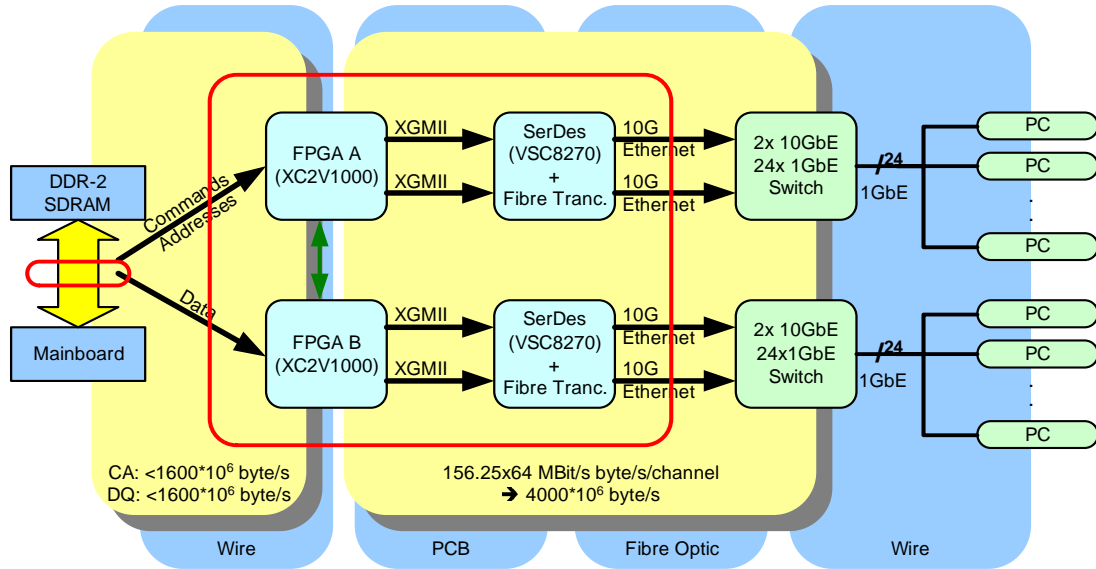 DDR-2
SDRAM
Mainboard
Commands
Addresses
Data
FPGA A
(XC2V1000)
XGMII
XGMII
SerDes
(VSC8270)
+
Fibre Tranc.
10G
Ethernet
10G
Ethernet
2x 10GbE
24x 1GbE
Switch
24
1GbE
PC
PC
.
.
PC
FPGA B
(XC2V1000)
XGMII
XGMII
SerDes
(VSC8270)
+
Fibre Tranc.
10G
Ethernet
10G
Ethernet
2x 10GbE
24x1GbE
Switch
24
1GbE
PC
PC
.
.
PC
CA: <1600*10⁶ byte/s
DQ: <1600*10⁶ byte/s
156.25x64 MBit/s byte/s/channel
➔ 4000*10⁶ byte/s
Wire
PCB
Fibre Optic
Wire